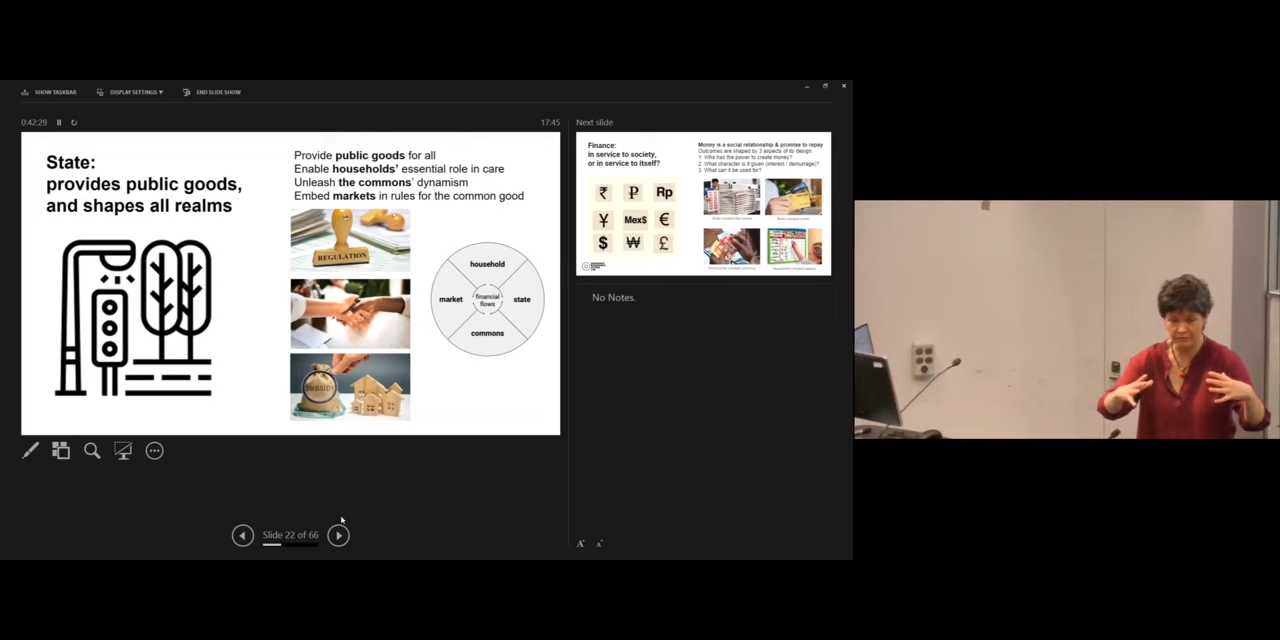 SHOW TASKBAR
DISPLAY SETTINGS ▾
END SLIDE SHOW
0:42:29
17:45
Next slide
State:
provides public goods,
and shapes all realms
Provide public goods for all
Enable households' essential role in care
Unleash the commons' dynamism
Embed markets in rules for the common good
REGULATION
SUBSIDY
household
market
financial
flows
state
commons
Finance:
in service to society,
or in service to itself?
₹ ₽ Rp
¥ Mex$ €
$ ₩ £
Money is a social relationship & promise to repay
Outcomes are shaped by 3 aspects of its design
1. Who has the power to create money?
2. What character is it given (interest / demurrage)?
3. What can it be used for?
No Notes.
Slide 22 of 66